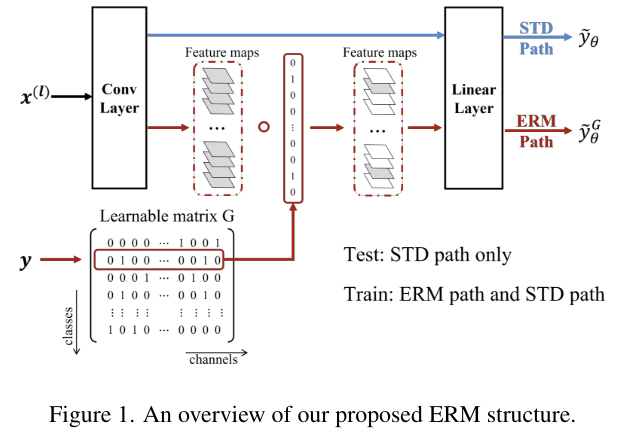 STD
Path
ỹθ
Feature maps
Feature maps
x^(l)
Conv
Layer
...
0
1
0
0
⋮
0
0
1
0
...
Linear
Layer
ERM
Path
ỹθ^G
Learnable matrix G
y
0 0 0 0 ... 1 0 0 1
0 1 0 0 ... 0 0 1 0
0 0 0 1 ... 0 1 0 0
0 1 0 0 ... 0 0 1 0
⋮ ⋮ ⋮ ⋮ ... ⋮ ⋮ ⋮ ⋮
1 0 1 0 ... 0 0 0 0
classes
channels
Test: STD path only
Train: ERM path and STD path
Figure 1. An overview of our proposed ERM structure.